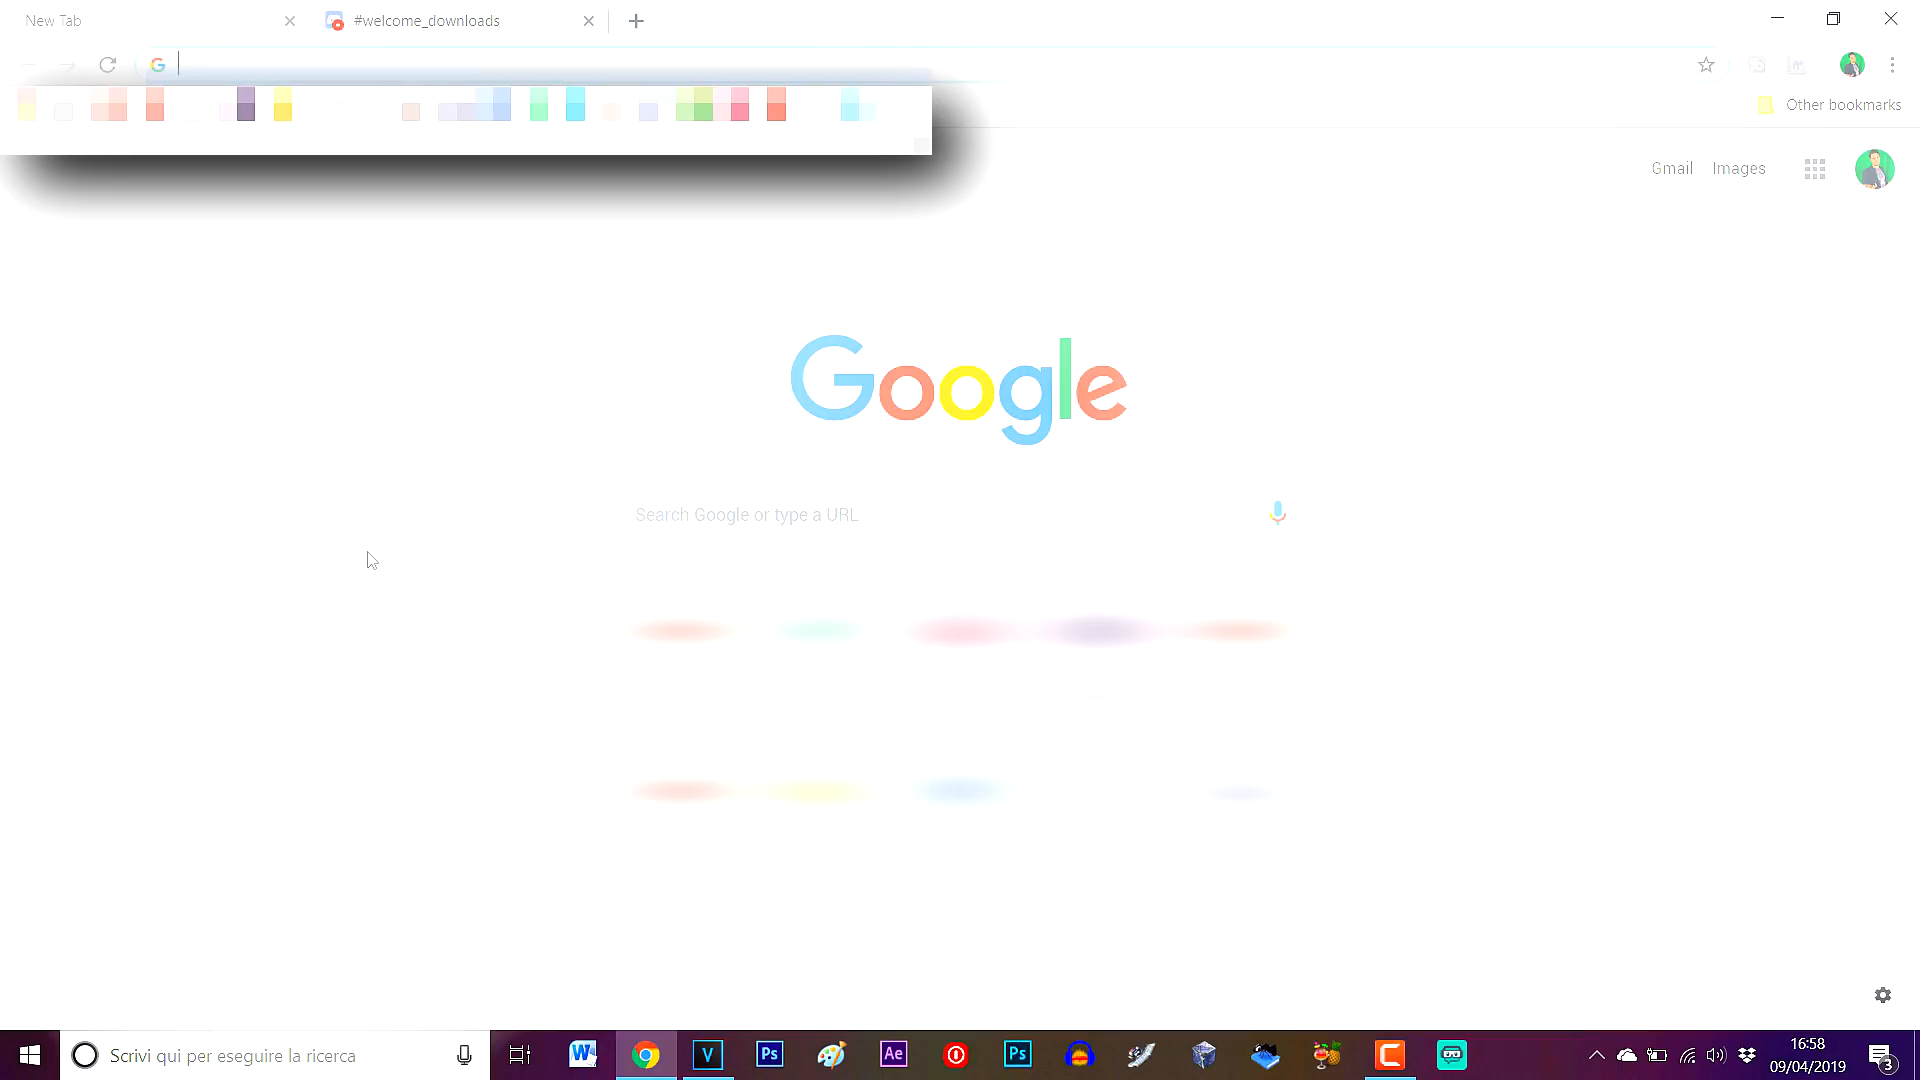 New Tab
#welcome_downloads
Other bookmarks
Gmail
Images
Google
Search Google or type a URL
Scrivi qui per eseguire la ricerca
W
V
Ps
Ae
Ps
16:58
09/04/2019
3